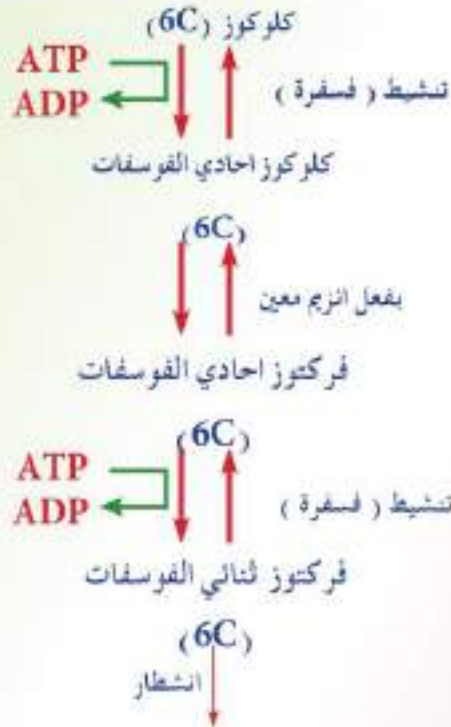 كلوكوز (6C)
ATP
ADP
تنشيط ( فسفرة )
كلوكوز احادي الفوسفات
(6C)
بفعل انزيم معين
فركتوز احادي الفوسفات
(6C)
ATP
ADP
تنشيط ( فسفرة )
فركتوز ثنائي الفوسفات
(6C)
انشطار